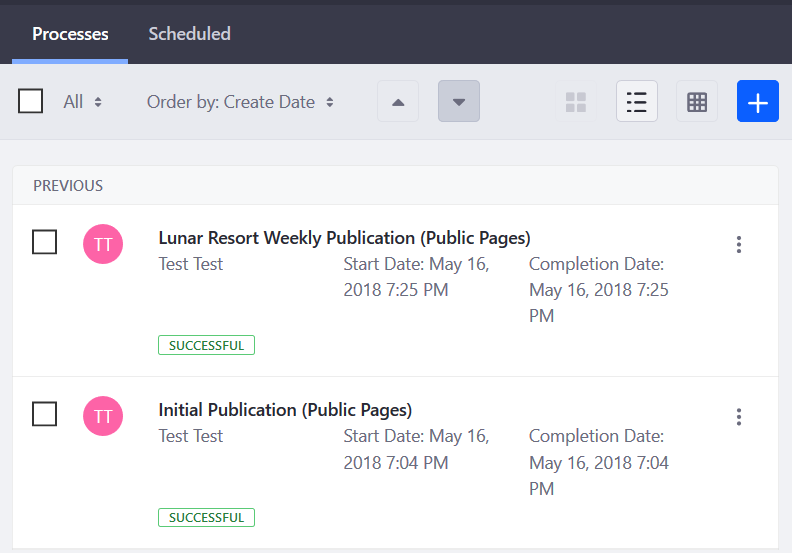 Processes Scheduled
All Order by: Create Date
PREVIOUS
TT Lunar Resort Weekly Publication (Public Pages)
Test Test Start Date: May 16, Completion Date:
2018 7:25 PM May 16, 2018 7:25
PM
SUCCESSFUL
TT Initial Publication (Public Pages)
Test Test Start Date: May 16, Completion Date:
2018 7:04 PM May 16, 2018 7:04
PM
SUCCESSFUL